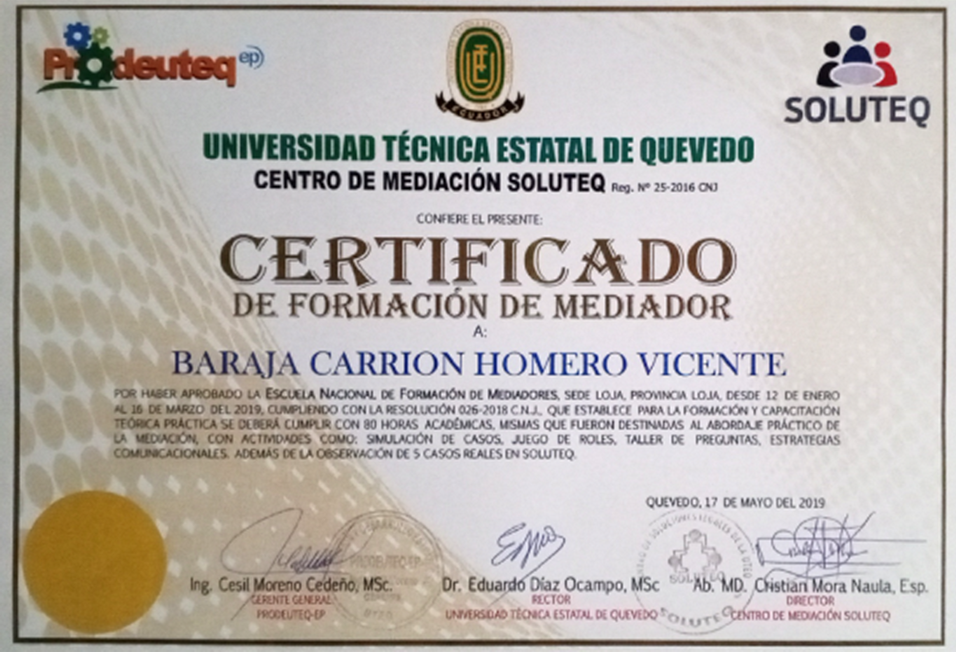 Prodeuteq ep
ECUADOR
SOLUTEQ
UNIVERSIDAD TÉCNICA ESTATAL DE QUEVEDO
CENTRO DE MEDIACIÓN SOLUTEQ Reg. Nº 25-2016 CNJ
CONFIERE EL PRESENTE:
CERTIFICADO
DE FORMACIÓN DE MEDIADOR
A:
BARAJA CARRION HOMERO VICENTE
POR HABER APROBADO LA ESCUELA NACIONAL DE FORMACIÓN DE MEDIADORES, SEDE LOJA, PROVINCIA LOJA, DESDE 12 DE ENERO
AL 16 DE MARZO DEL 2019, CUMPLIENDO CON LA RESOLUCIÓN 026-2018 C.N.J., QUE ESTABLECE PARA LA FORMACIÓN Y CAPACITACIÓN
TEÓRICA PRÁCTICA SE DEBERÁ CUMPLIR CON 80 HORAS ACADÉMICAS, MISMAS QUE FUERON DESTINADAS AL ABORDAJE PRÁCTICO DE
LA MEDIACIÓN, CON ACTIVIDADES COMO: SIMULACIÓN DE CASOS, JUEGO DE ROLES, TALLER DE PREGUNTAS, ESTRATEGIAS
COMUNICACIONALES. ADEMÁS DE LA OBSERVACIÓN DE 5 CASOS REALES EN SOLUTEQ.
QUEVEDO, 17 DE MAYO DEL 2019
PRODEUTEQ-EP
SOLUTEQ
Ing. Cesil Moreno Cedeño, MSc.
GERENTE GENERAL
PRODEUTEQ-EP
Dr. Eduardo Díaz Ocampo, MSc
RECTOR
UNIVERSIDAD TÉCNICA ESTATAL DE QUEVEDO
Ab. MD. Cristian Mora Naula, Esp.
DIRECTOR
CENTRO DE MEDIACIÓN SOLUTEQ
SOLUTEQ